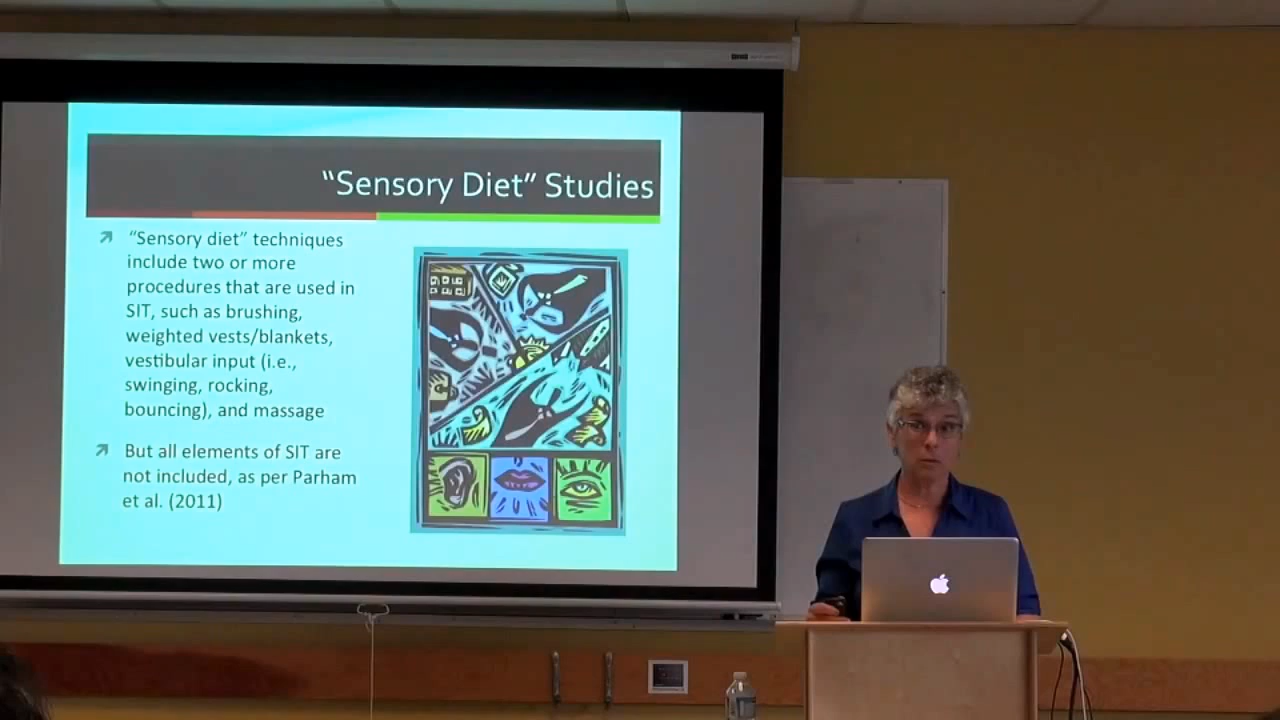 “Sensory Diet” Studies
“Sensory diet” techniques
include two or more
procedures that are used in
SIT, such as brushing,
weighted vests/blankets,
vestibular input (i.e.,
swinging, rocking,
bouncing), and massage
But all elements of SIT are
not included, as per Parham
et al. (2011)